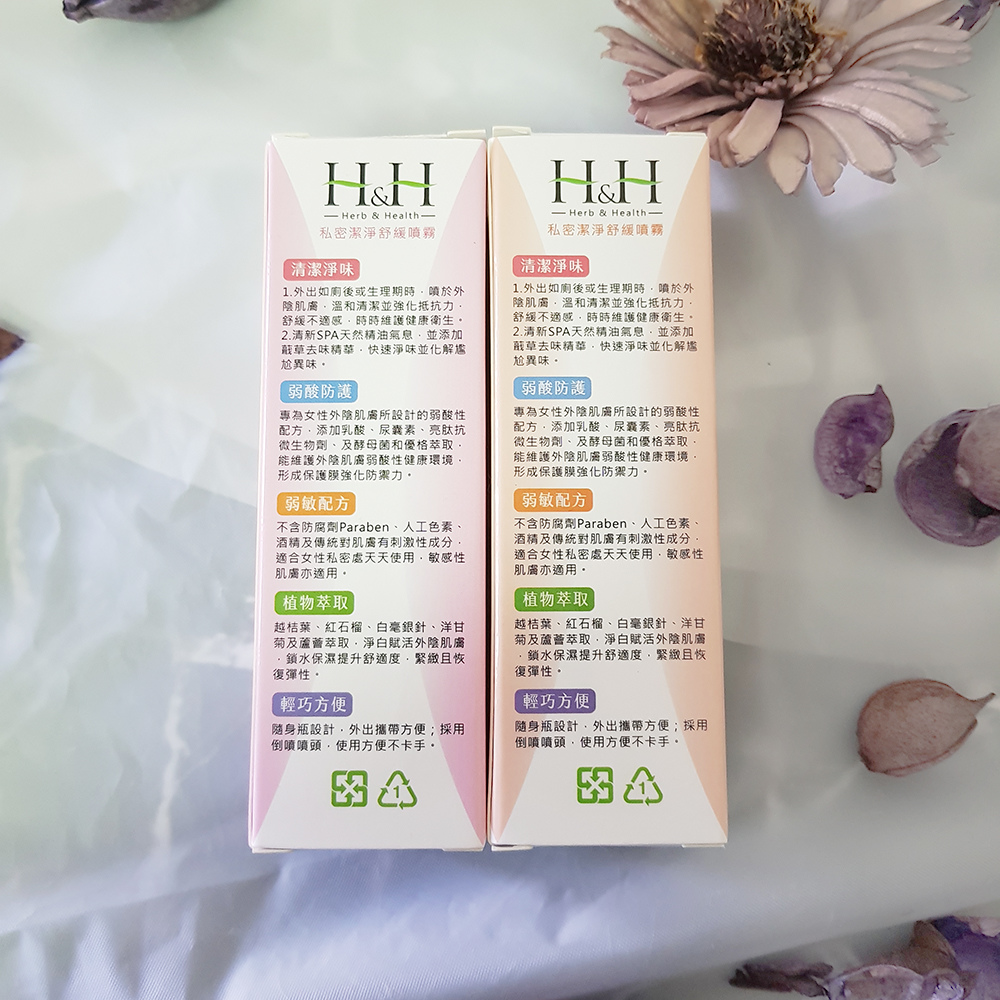 H&H
Herb & Health
私密潔淨舒緩噴霧
清潔淨味
1.外出如廁後或生理期時，噴於外
陰肌膚，溫和清潔並強化抵抗力，
舒緩不適感，時時維護健康衛生。
2.清新SPA天然精油氣息，並添加
蕺草去味精華，快速淨味並化解尷
尬異味。
弱酸防護
專為女性外陰肌膚所設計的弱酸性
配方，添加乳酸、尿囊素、亮肽抗
微生物劑、及酵母菌和優格萃取，
能維護外陰肌膚弱酸性健康環境，
形成保護膜強化防禦力。
弱敏配方
不含防腐劑Paraben、人工色素、
酒精及傳統對肌膚有刺激性成分，
適合女性私密處天天使用，敏感性
肌膚亦適用。
植物萃取
越桔葉、紅石榴、白毫銀針、洋甘
菊及蘆薈萃取，淨白賦活外陰肌膚
，鎖水保濕提升舒適度，緊緻且恢
復彈性。
輕巧方便
隨身瓶設計，外出攜帶方便；採用
倒噴噴頭，使用方便不卡手。
1
H&H
Herb & Health
私密潔淨舒緩噴霧
清潔淨味
1.外出如廁後或生理期時，噴於外
陰肌膚，溫和清潔並強化抵抗力，
舒緩不適感，時時維護健康衛生。
2.清新SPA天然精油氣息，並添加
蕺草去味精華，快速淨味並化解尷
尬異味。
弱酸防護
專為女性外陰肌膚所設計的弱酸性
配方，添加乳酸、尿囊素、亮肽抗
微生物劑、及酵母菌和優格萃取，
能維護外陰肌膚弱酸性健康環境，
形成保護膜強化防禦力。
弱敏配方
不含防腐劑Paraben、人工色素、
酒精及傳統對肌膚有刺激性成分，
適合女性私密處天天使用，敏感性
肌膚亦適用。
植物萃取
越桔葉、紅石榴、白毫銀針、洋甘
菊及蘆薈萃取，淨白賦活外陰肌膚
，鎖水保濕提升舒適度，緊緻且恢
復彈性。
輕巧方便
隨身瓶設計，外出攜帶方便；採用
倒噴噴頭，使用方便不卡手。
1